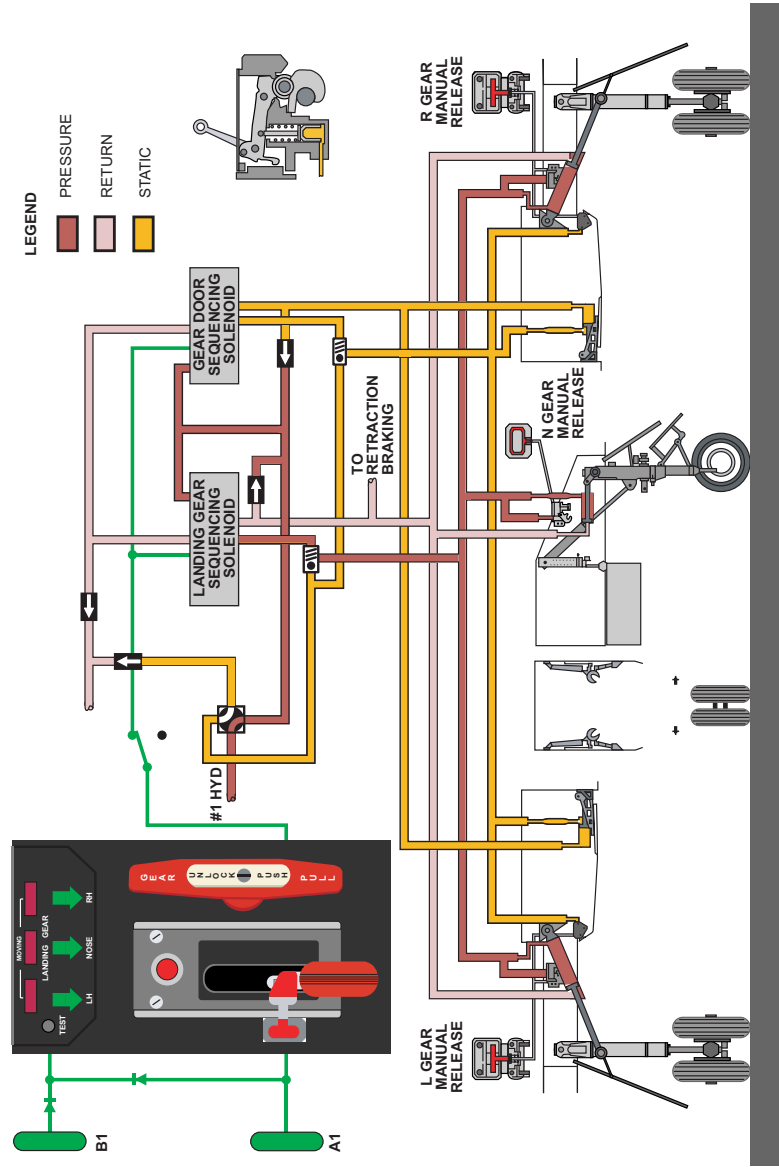 LEGEND
PRESSURE
RETURN
STATIC
R GEAR
MANUAL
RELEASE
GEAR DOOR
SEQUENCING
SOLENOID
LANDING GEAR
SEQUENCING
SOLENOID
TO
RETRACTION
BRAKING
N GEAR
MANUAL
RELEASE
#1 HYD
MOVING
LANDING GEAR
LH
NOSE
RH
TEST
GEAR
UNLOCK
PUSH
PULL
B1
A1
L GEAR
MANUAL
RELEASE